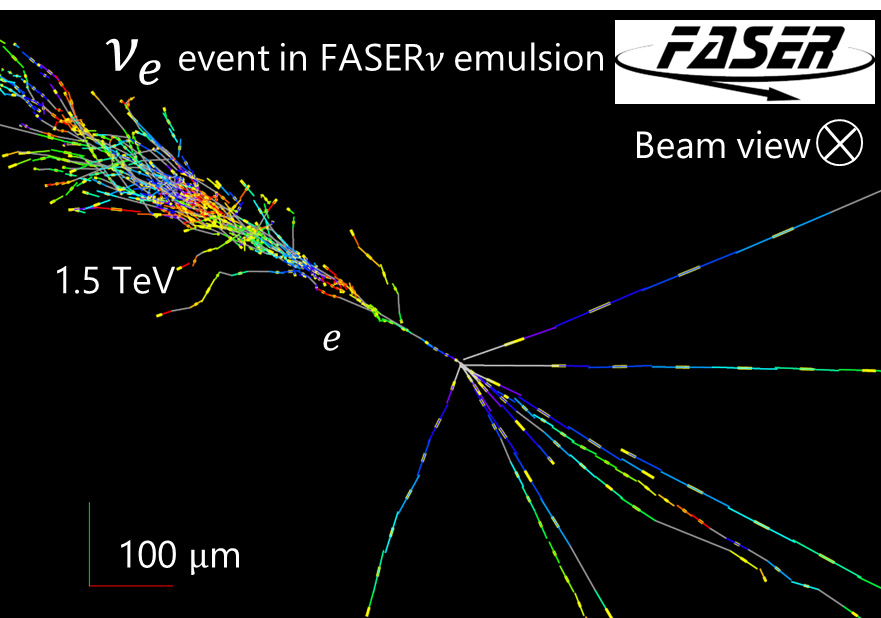 νe event in FASERν emulsion
FASER
Beam view
1.5 TeV
e
100 μm